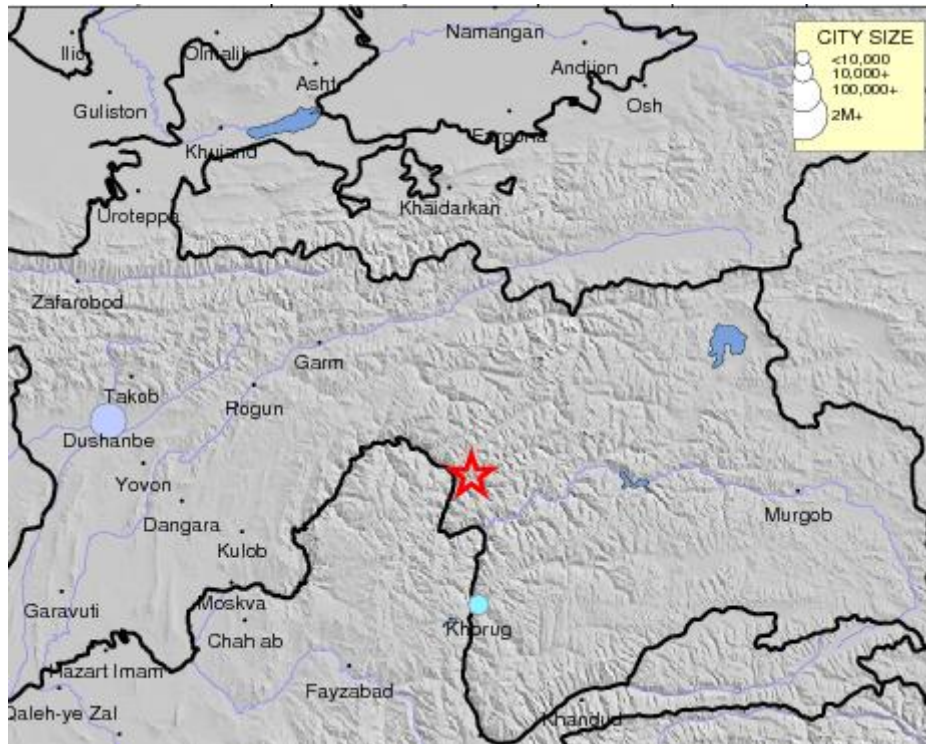 Namangan
CITY SIZE
<10,000
10,000+
100,000+
2M+
Olmalik
Andijon
Asht
Osh
Guliston
Khujand
Khaidarkan
Uroteppa
Zafarobod
Garm
Takob
Rogun
Dushanbe
Yovon
Dangara
Murgob
Kulob
Garavuti
Moskva
Chah ab
Khorug
Hazart Imam
Fayzabad
Qaleh-ye Zal
Khandud